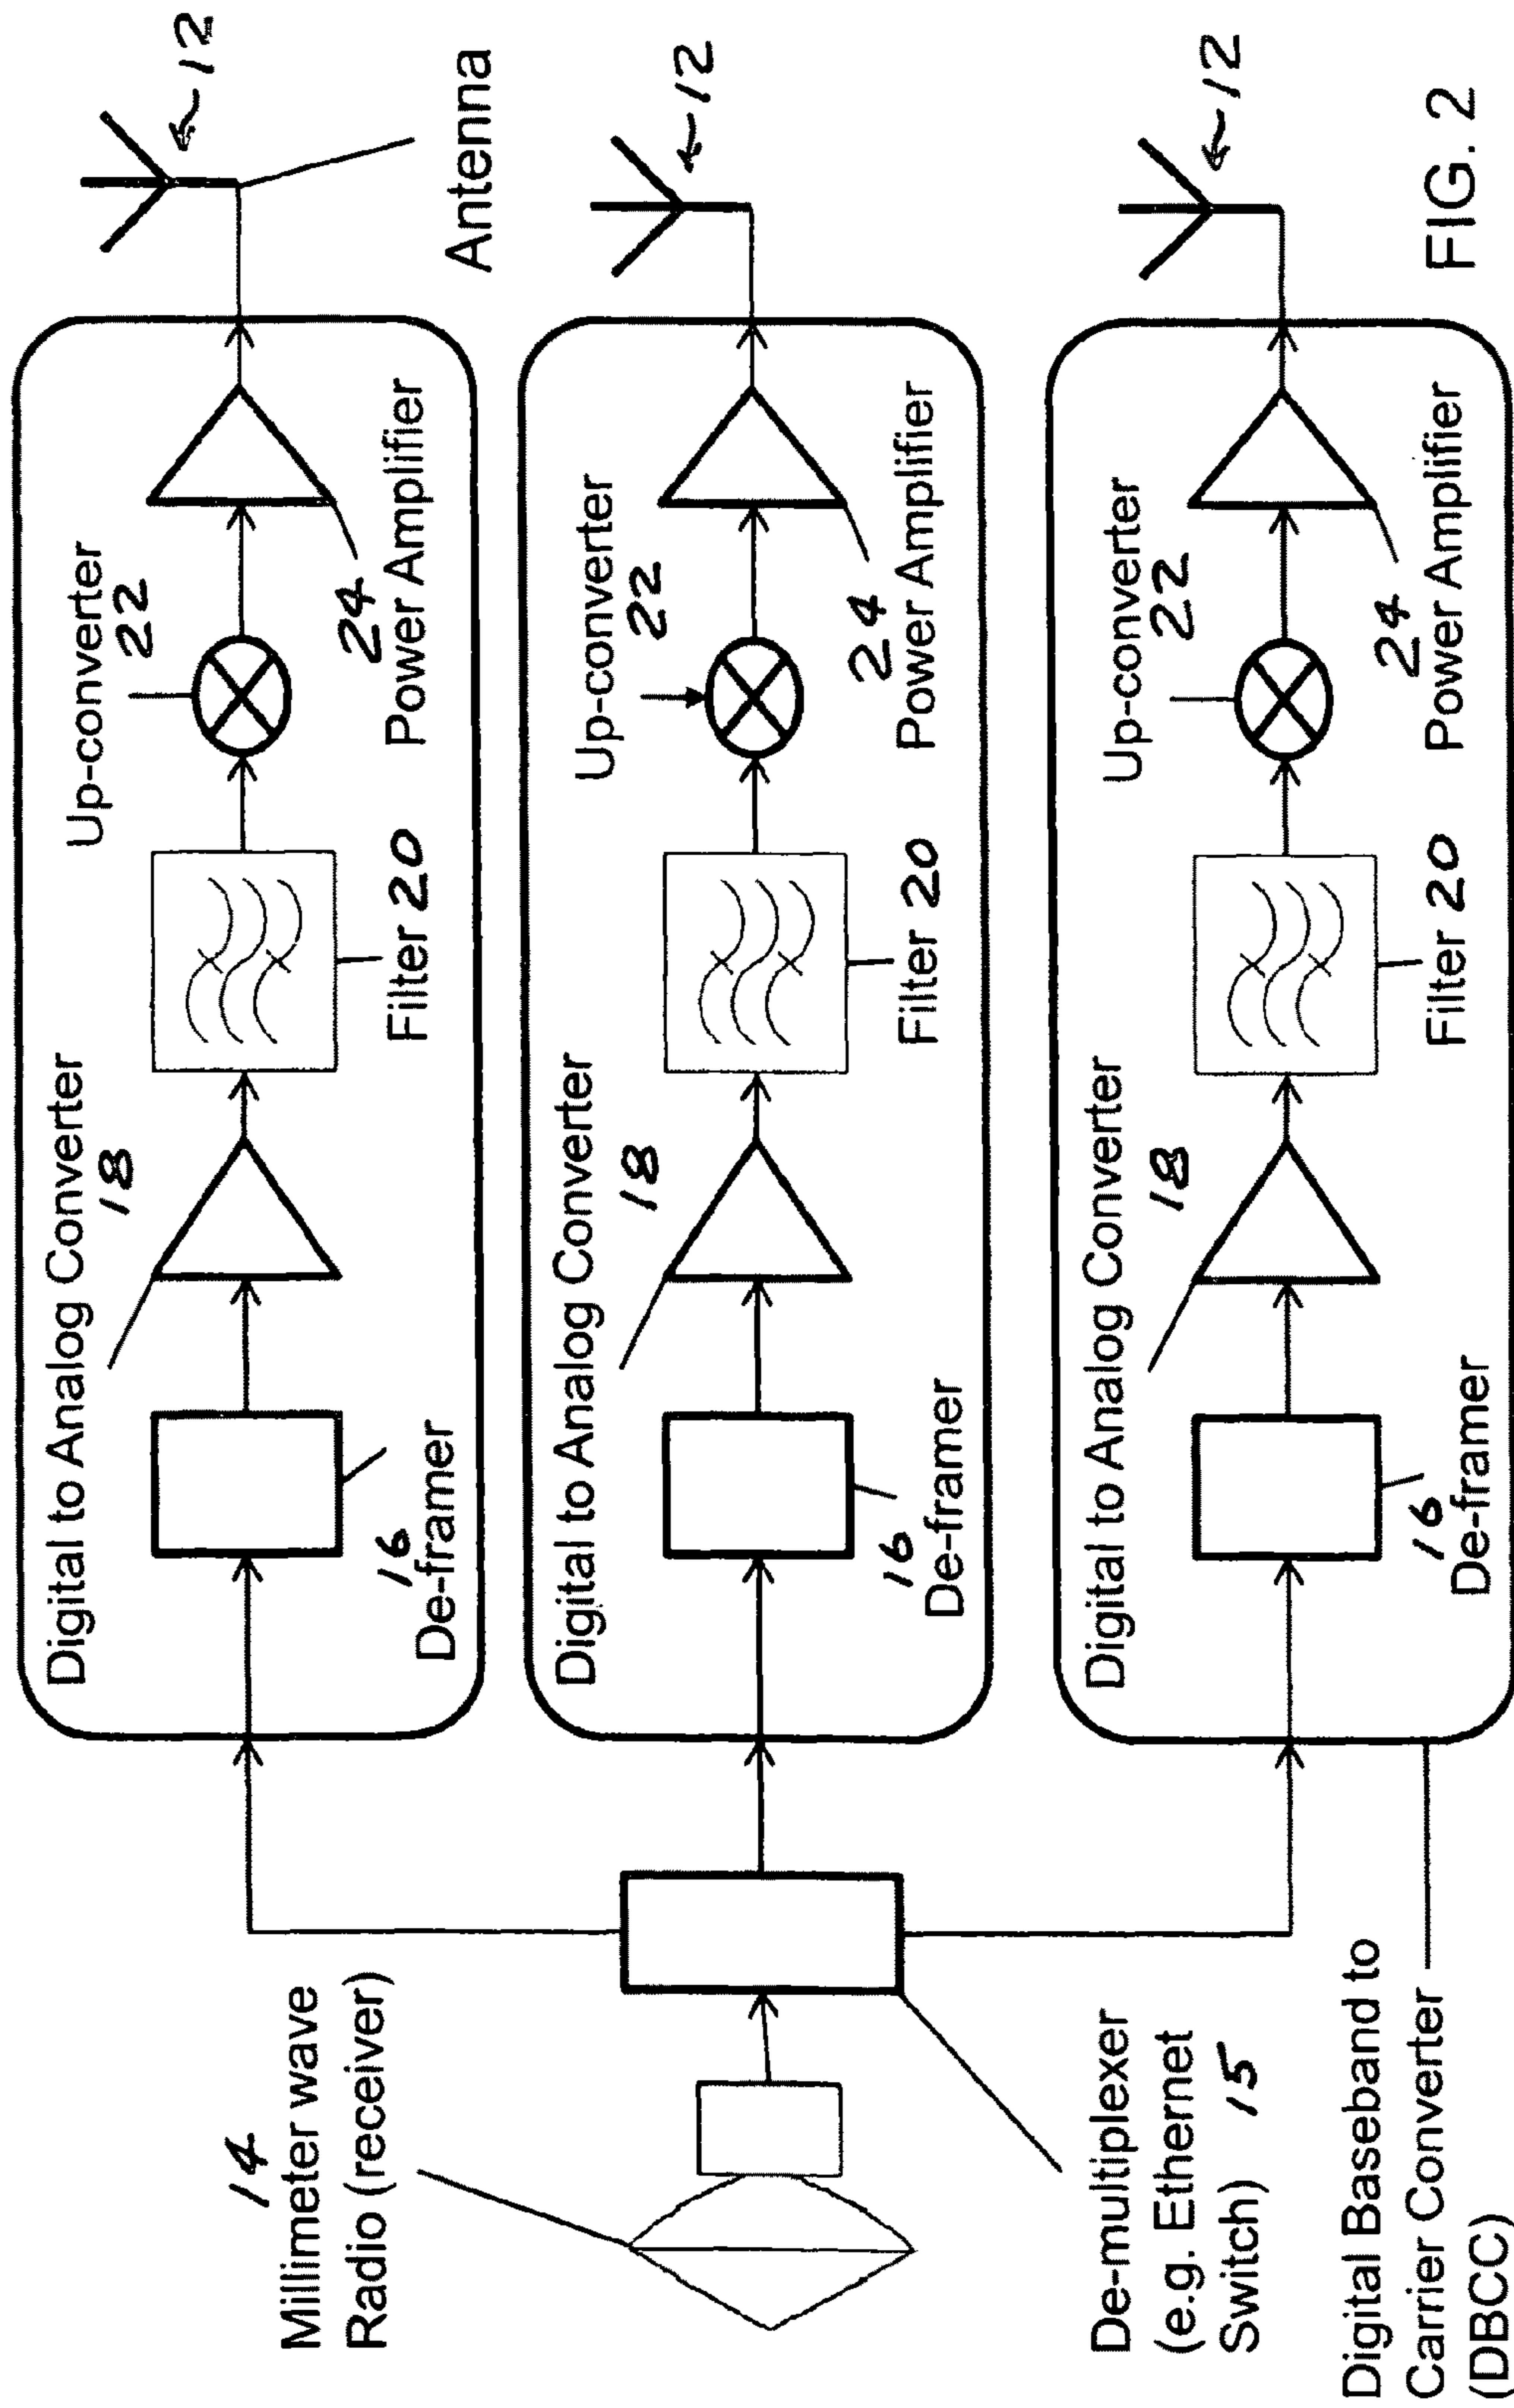 14
Millimeter wave
Radio (receiver)
De-multiplexer
(e.g. Ethernet
Switch) 15
Digital Baseband to
Carrier Converter
(DBCC)
Digital to Analog Converter
18
16
De-framer
Filter 20
Up-converter
22
24
Power Amplifier
12
Antenna
Digital to Analog Converter
18
16
De-framer
Filter 20
Up-converter
22
24
Power Amplifier
12
Digital to Analog Converter
18
16
De-framer
Filter 20
Up-converter
22
24
Power Amplifier
12
FIG. 2